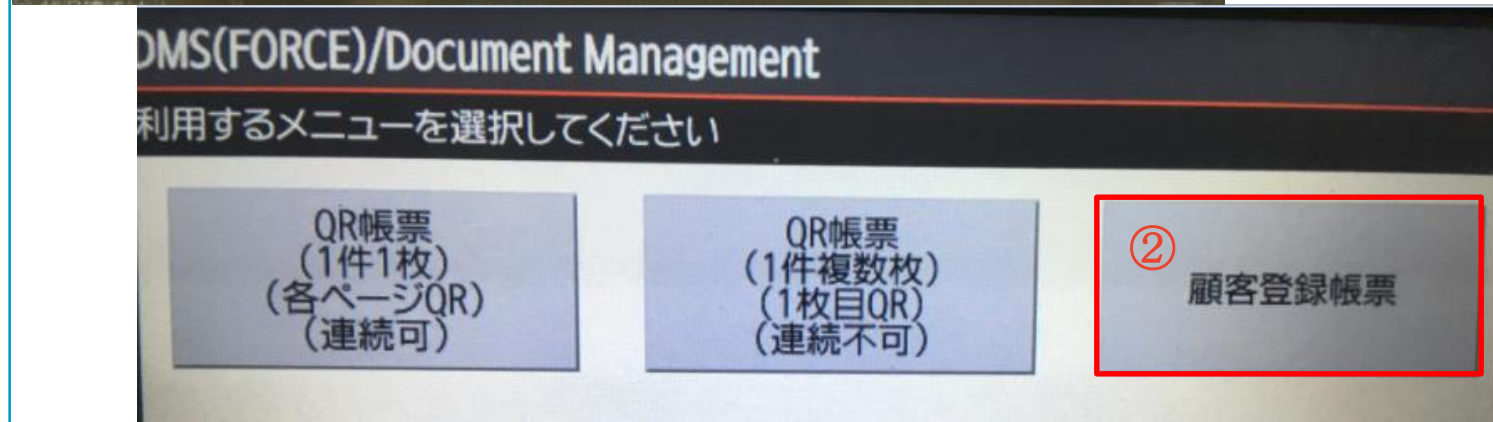 DMS(FORCE)/Document Management
利用するメニューを選択してください
QR帳票
(1件1枚)
(各ページQR)
(連続可)
QR帳票
(1件複数枚)
(1枚目QR)
(連続不可)
②
顧客登録帳票